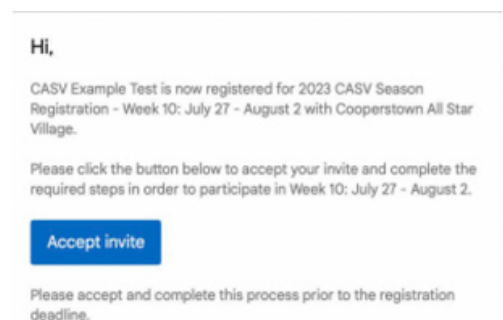 Hi,
CASV Example Test is now registered for 2023 CASV Season
Registration - Week 10: July 27 - August 2 with Cooperstown All Star
Village.
Please click the button below to accept your invite and complete the
required steps in order to participate in Week 10: July 27 - August 2.
Accept invite
Please accept and complete this process prior to the registration
deadline.